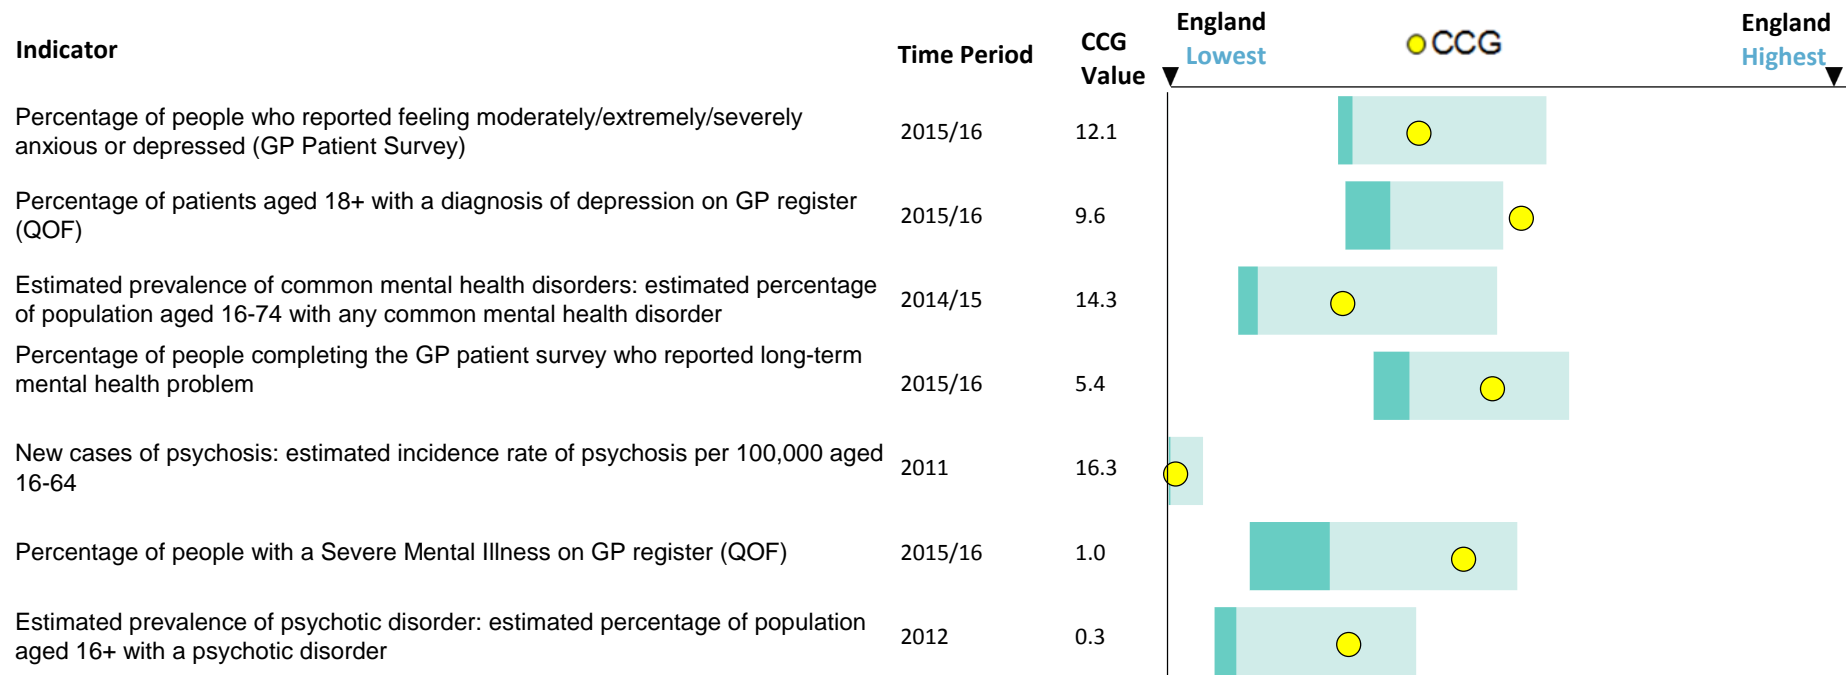 Indicator
Time Period
CCG
Value
England
Lowest
CCG
England
Highest
Percentage of people who reported feeling moderately/extremely/severely
anxious or depressed (GP Patient Survey)
2015/16
12.1
Percentage of patients aged 18+ with a diagnosis of depression on GP register
(QOF)
2015/16
9.6
Estimated prevalence of common mental health disorders: estimated percentage
of population aged 16-74 with any common mental health disorder
2014/15
14.3
Percentage of people completing the GP patient survey who reported long-term
mental health problem
2015/16
5.4
New cases of psychosis: estimated incidence rate of psychosis per 100,000 aged
16-64
2011
16.3
Percentage of people with a Severe Mental Illness on GP register (QOF)
2015/16
1.0
Estimated prevalence of psychotic disorder: estimated percentage of population
aged 16+ with a psychotic disorder
2012
0.3